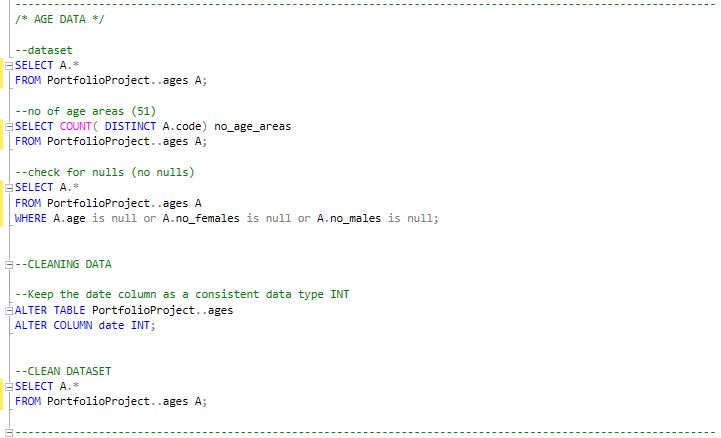 /* AGE DATA */
--dataset
SELECT A.*
FROM PortfolioProject..ages A;
--no of age areas (51)
SELECT COUNT( DISTINCT A.code) no_age_areas
FROM PortfolioProject..ages A;
--check for nulls (no nulls)
SELECT A.*
FROM PortfolioProject..ages A
WHERE A.age is null or A.no_females is null or A.no_males is null;
--CLEANING DATA
--Keep the date column as a consistent data type INT
ALTER TABLE PortfolioProject..ages
ALTER COLUMN date INT;
--CLEAN DATASET
SELECT A.*
FROM PortfolioProject..ages A;